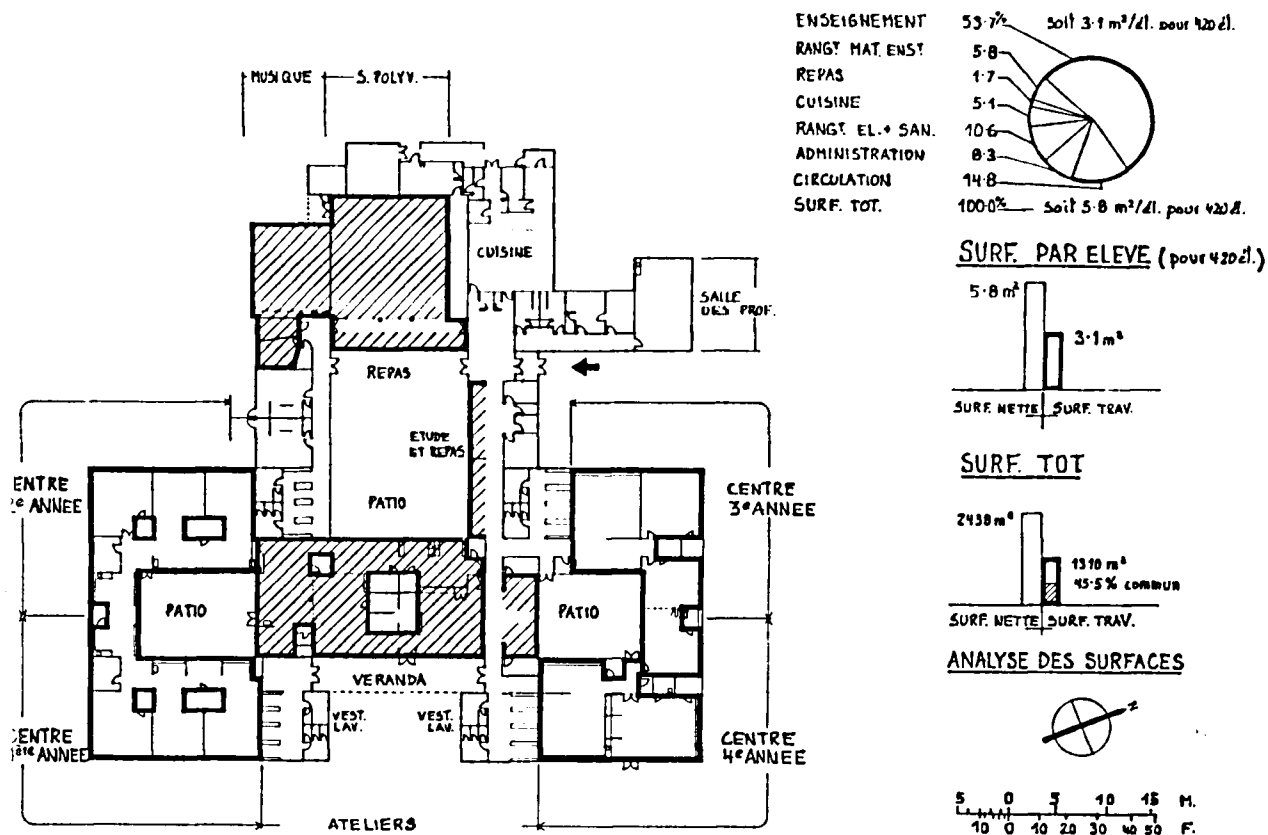 MUSIQUE
S. POLYV.
CUISINE
SALLE
DES PROF.
REPAS
ETUDE
ET REPAS
PATIO
ENTRE
2e ANNEE
CENTRE
3e ANNEE
PATIO
PATIO
VERANDA
VEST.
LAV.
VEST.
LAV.
CENTRE
1ère ANNEE
CENTRE
4e ANNEE
ATELIERS
ENSEIGNEMENT 53.7% soit 3.1 m²/él. pour 420 él.
RANGT MAT. ENST 5.8
REPAS 1.7
CUISINE 5.1
RANGT EL. + SAN. 10.6
ADMINISTRATION 8.3
CIRCULATION 14.8
SURF. TOT. 100.0% soit 5.8 m²/él. pour 420 él.
SURF. PAR ELEVE (pour 420 él.)
5.8 m²
3.1 m²
SURF. NETTE SURF. TRAV.
SURF. TOT
2438 m²
1310 m²
45.5% commun
SURF. NETTE SURF. TRAV.
ANALYSE DES SURFACES
N
5 0 5 10 15 M.
10 0 10 20 30 40 50 F.